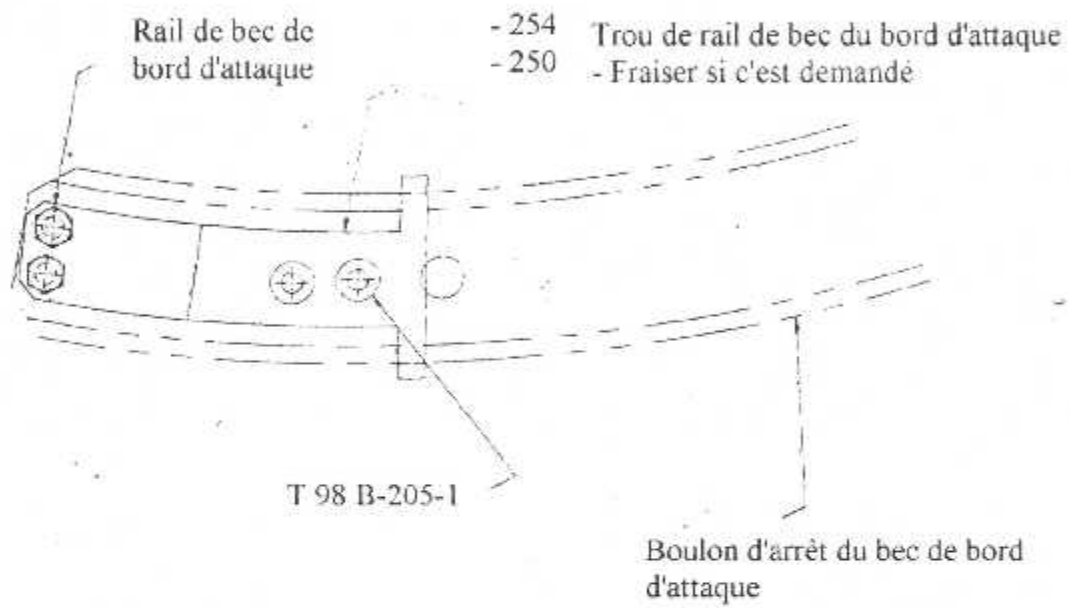 Rail de bec de
bord d'attaque
- 254
- 250
Trou de rail de bec du bord d'attaque
- Fraiser si c'est demandé
T 98 B-205-1
Boulon d'arrêt du bec de bord
d'attaque